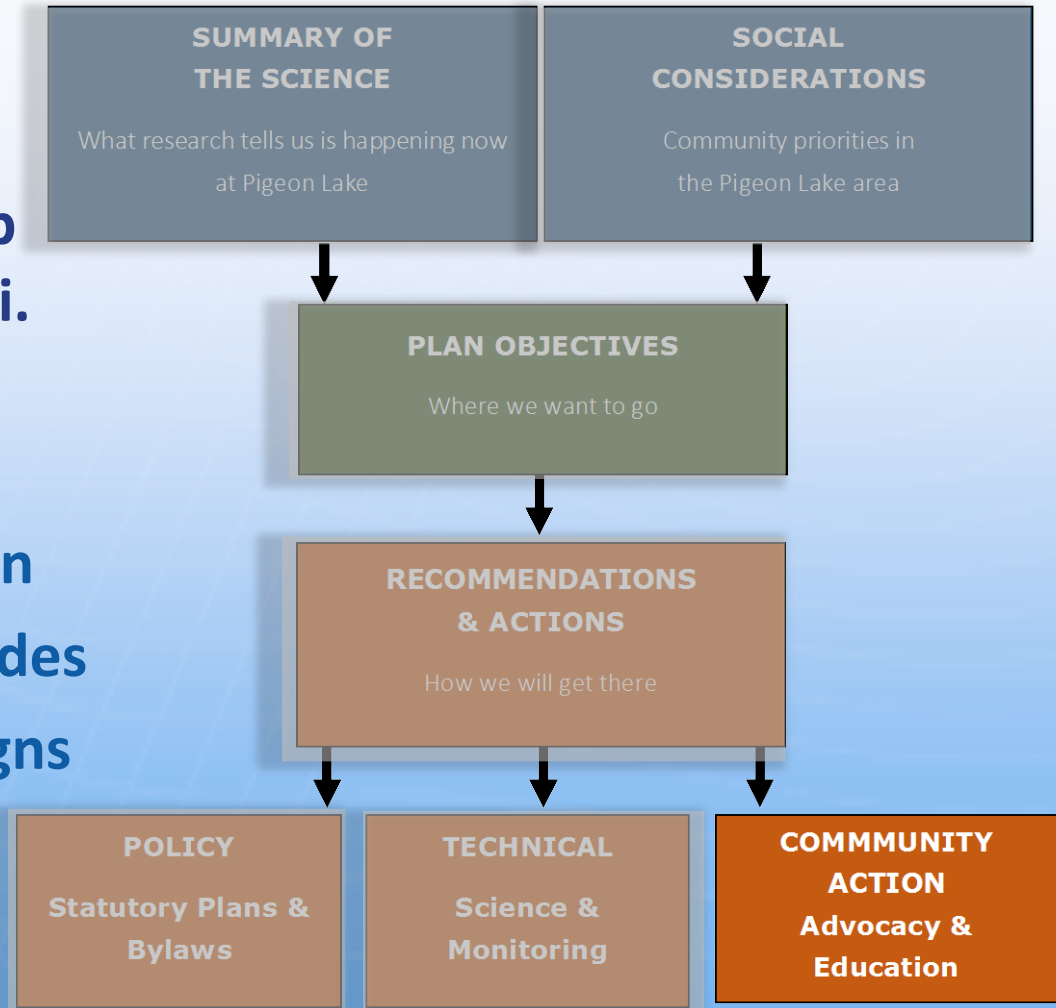 SUMMARY OF
THE SCIENCE
What research tells us is happening now
at Pigeon Lake
SOCIAL
CONSIDERATIONS
Community priorities in
the Pigeon Lake area
i.
PLAN OBJECTIVES
Where we want to go
n
des
gns
RECOMMENDATIONS
& ACTIONS
How we will get there
POLICY
Statutory Plans &
Bylaws
TECHNICAL
Science &
Monitoring
COMMMUNITY
ACTION
Advocacy &
Education